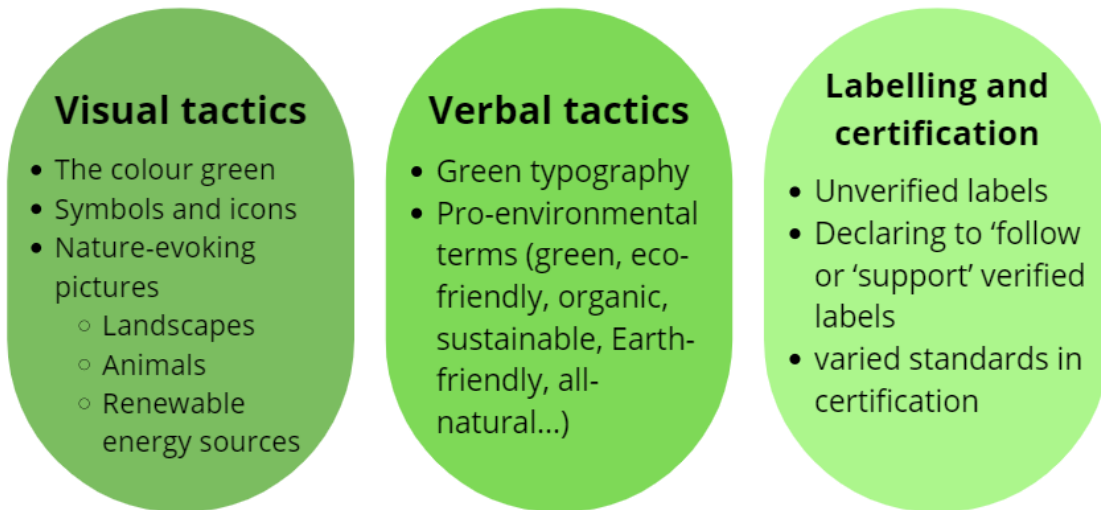 Visual tactics
• The colour green
• Symbols and icons
• Nature-evoking
pictures
○ Landscapes
○ Animals
○ Renewable
energy sources
Verbal tactics
• Green typography
• Pro-environmental
terms (green, eco-
friendly, organic,
sustainable, Earth-
friendly, all-
natural...)
Labelling and
certification
• Unverified labels
• Declaring to ‘follow
or ‘support’ verified
labels
• varied standards in
certification